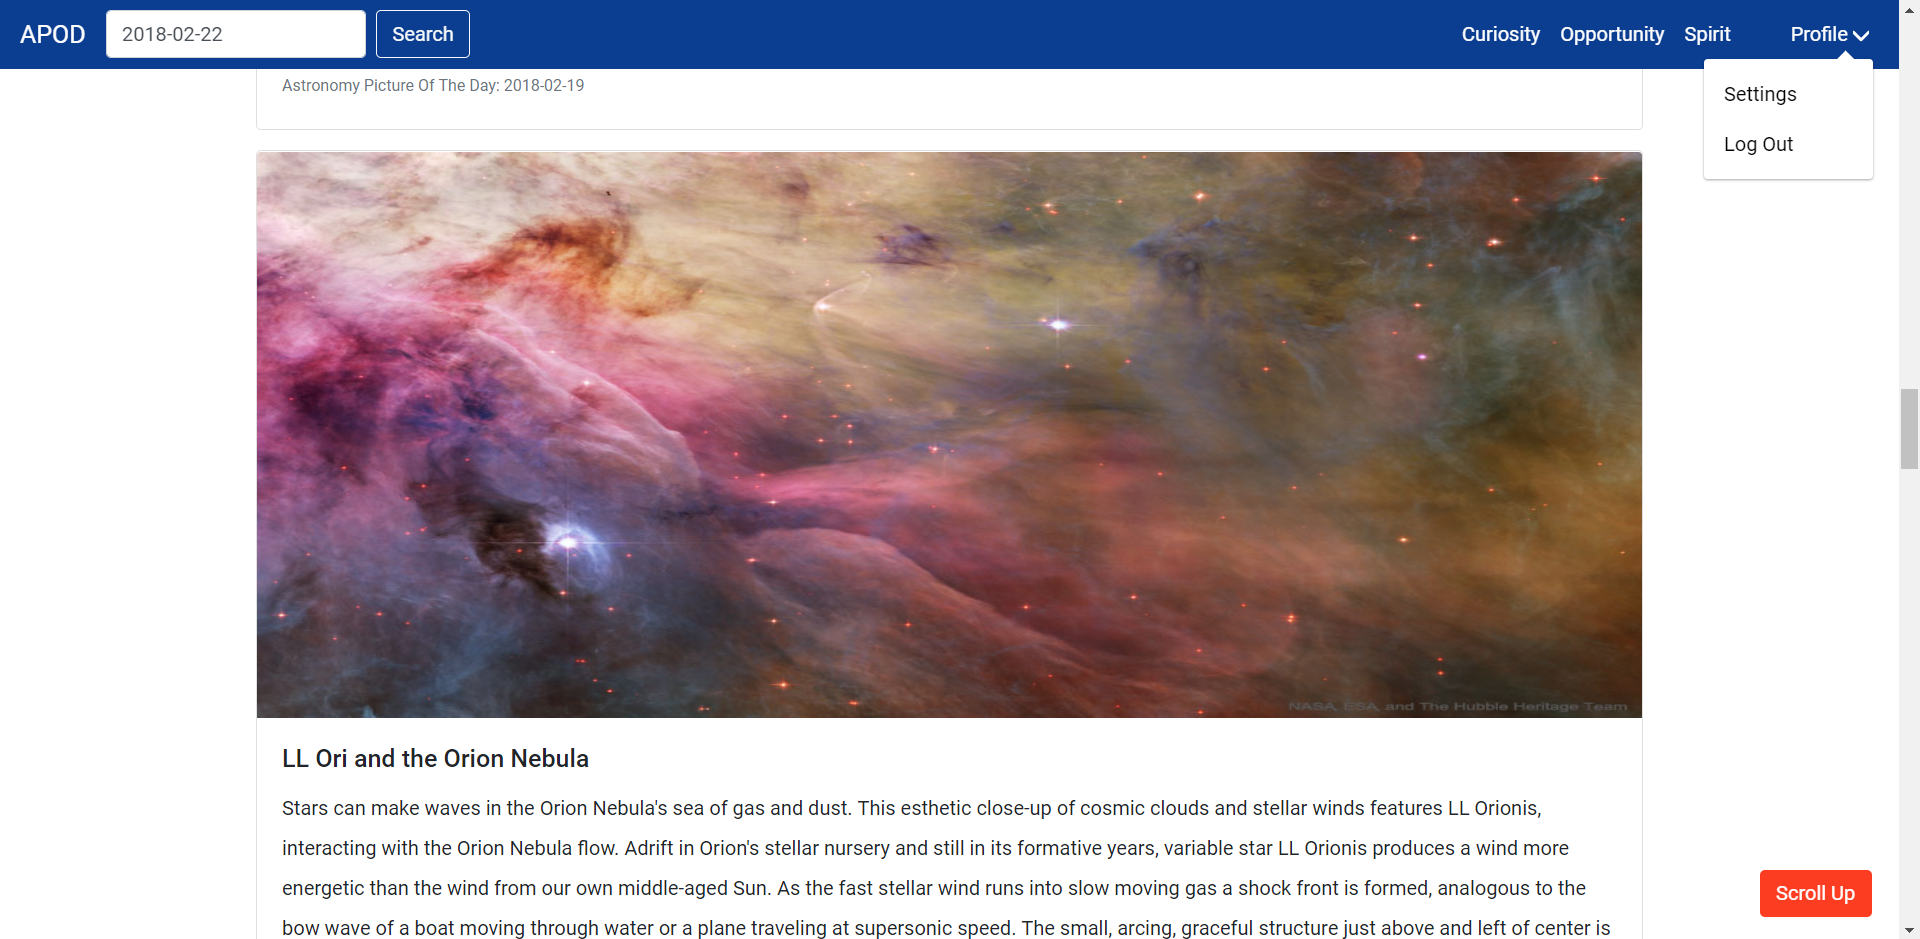 APOD 2018-02-22 Search Curiosity Opportunity Spirit Profile
Settings
Log Out
Astronomy Picture Of The Day: 2018-02-19
NASA, ESA, and The Hubble Heritage Team
LL Ori and the Orion Nebula
Stars can make waves in the Orion Nebula's sea of gas and dust. This esthetic close-up of cosmic clouds and stellar winds features LL Orionis,
interacting with the Orion Nebula flow. Adrift in Orion's stellar nursery and still in its formative years, variable star LL Orionis produces a wind more
energetic than the wind from our own middle-aged Sun. As the fast stellar wind runs into slow moving gas a shock front is formed, analogous to the
bow wave of a boat moving through water or a plane traveling at supersonic speed. The small, arcing, graceful structure just above and left of center is
Scroll Up